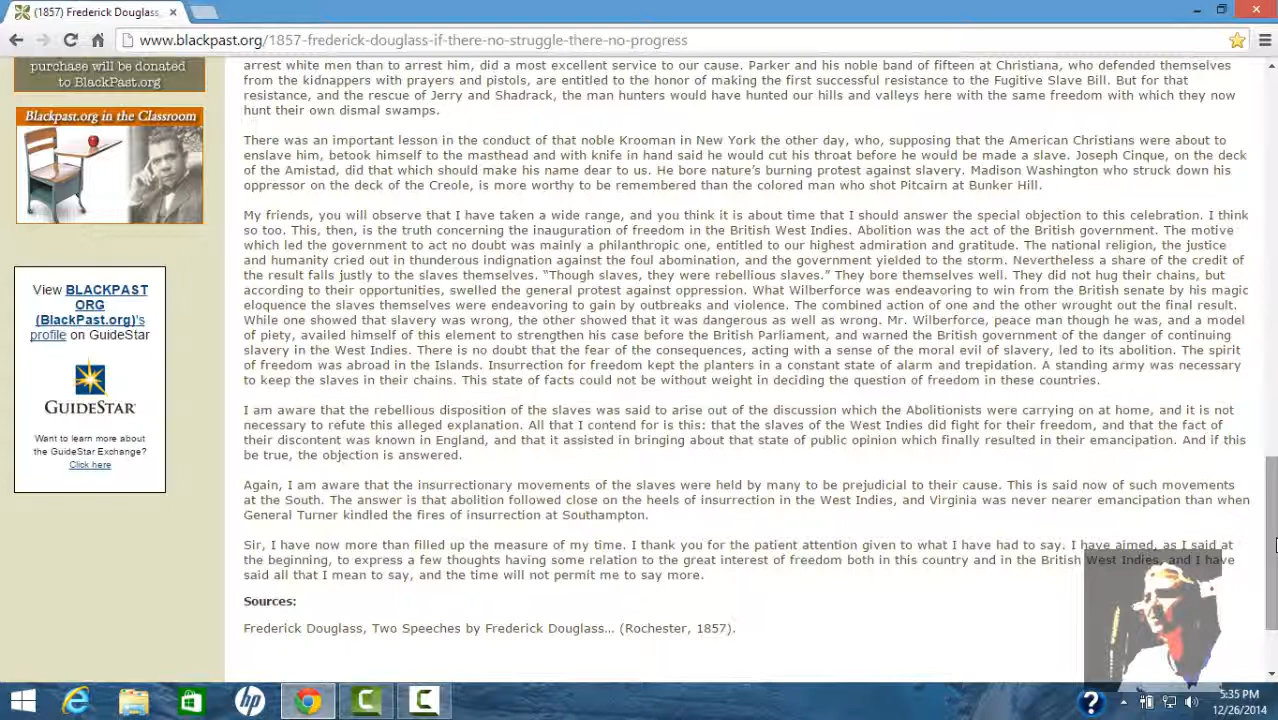 (1857) Frederick Douglass,
www.blackpast.org/1857-frederick-douglass-if-there-no-struggle-there-no-progress
purchase will be donated
to BlackPast.org
BlackPast.org in the Classroom
View BLACKPAST
ORG
(BlackPast.org)'s
profile on GuideStar
GUIDESTAR
Want to learn more about
the GuideStar Exchange?
Click here
arrest white men than to arrest him, did a most excellent service to our cause. Parker and his noble band of fifteen at Christiana, who defended themselves
from the kidnappers with prayers and pistols, are entitled to the honor of making the first successful resistance to the Fugitive Slave Bill. But for that
resistance, and the rescue of Jerry and Shadrack, the man hunters would have hunted our hills and valleys here with the same freedom with which they now
hunt their own dismal swamps.
There was an important lesson in the conduct of that noble Krooman in New York the other day, who, supposing that the American Christians were about to
enslave him, betook himself to the masthead and with knife in hand said he would cut his throat before he would be made a slave. Joseph Cinque, on the deck
of the Amistad, did that which should make his name dear to us. He bore nature's burning protest against slavery. Madison Washington who struck down his
oppressor on the deck of the Creole, is more worthy to be remembered than the colored man who shot Pitcairn at Bunker Hill.
My friends, you will observe that I have taken a wide range, and you think it is about time that I should answer the special objection to this celebration. I think
so too. This, then, is the truth concerning the inauguration of freedom in the British West Indies. Abolition was the act of the British government. The motive
which led the government to act no doubt was mainly a philanthropic one, entitled to our highest admiration and gratitude. The national religion, the justice
and humanity cried out in thunderous indignation against the foul abomination, and the government yielded to the storm. Nevertheless a share of the credit of
the result falls justly to the slaves themselves. “Though slaves, they were rebellious slaves.” They bore themselves well. They did not hug their chains, but
according to their opportunities, swelled the general protest against oppression. What Wilberforce was endeavoring to win from the British senate by his magic
eloquence the slaves themselves were endeavoring to gain by outbreaks and violence. The combined action of one and the other wrought out the final result.
While one showed that slavery was wrong, the other showed that it was dangerous as well as wrong. Mr. Wilberforce, peace man though he was, and a model
of piety, availed himself of this element to strengthen his case before the British Parliament, and warned the British government of the danger of continuing
slavery in the West Indies. There is no doubt that the fear of the consequences, acting with a sense of the moral evil of slavery, led to its abolition. The spirit
of freedom was abroad in the Islands. Insurrection for freedom kept the planters in a constant state of alarm and trepidation. A standing army was necessary
to keep the slaves in their chains. This state of facts could not be without weight in deciding the question of freedom in these countries.
I am aware that the rebellious disposition of the slaves was said to arise out of the discussion which the Abolitionists were carrying on at home, and it is not
necessary to refute this alleged explanation. All that I contend for is this: that the slaves of the West Indies did fight for their freedom, and that the fact of
their discontent was known in England, and that it assisted in bringing about that state of public opinion which finally resulted in their emancipation. And if this
be true, the objection is answered.
Again, I am aware that the insurrectionary movements of the slaves were held by many to be prejudicial to their cause. This is said now of such movements
at the South. The answer is that abolition followed close on the heels of insurrection in the West Indies, and Virginia was never nearer emancipation than when
General Turner kindled the fires of insurrection at Southampton.
Sir, I have now more than filled up the measure of my time. I thank you for the patient attention given to what I have had to say. I have aimed, as I said at
the beginning, to express a few thoughts having some relation to the great interest of freedom both in this country and in the British West Indies, and I have
said all that I mean to say, and the time will not permit me to say more.
Sources:
Frederick Douglass, Two Speeches by Frederick Douglass... (Rochester, 1857).
hp
5:35 PM
12/26/2014